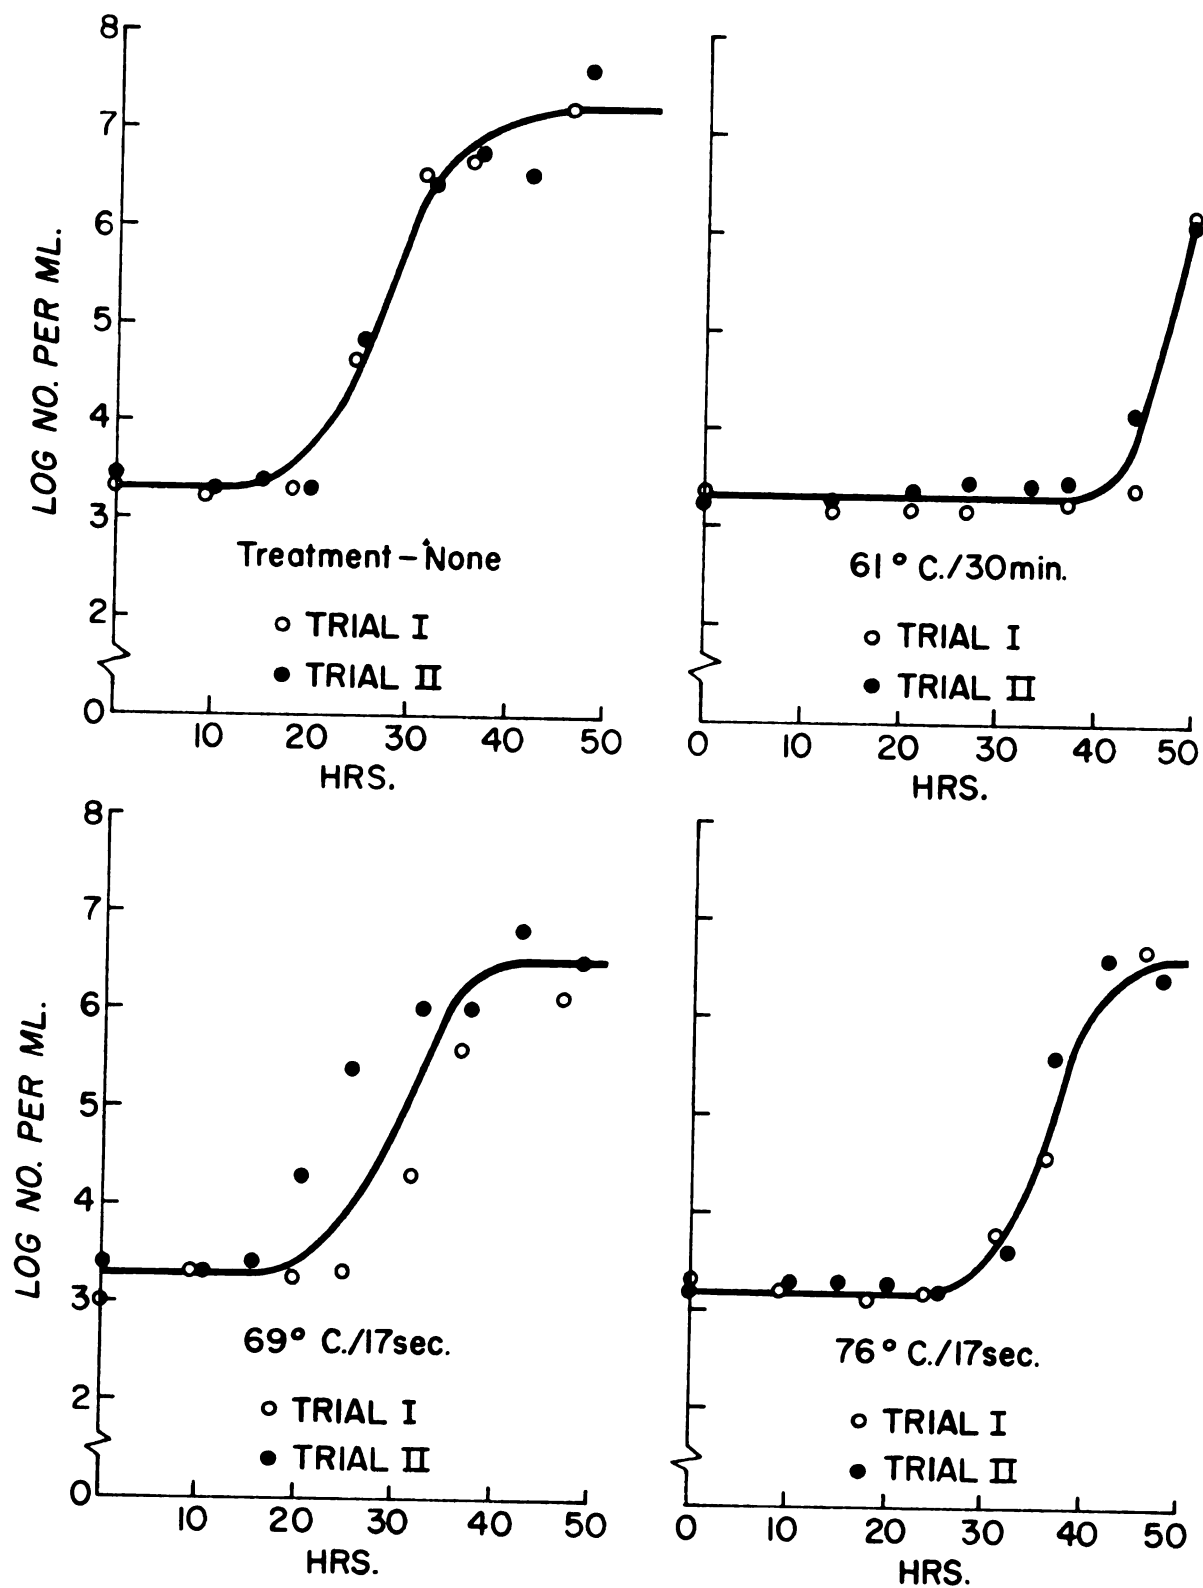 8
7
6
5
4
3
2
0
LOG NO. PER ML.
Treatment – None
○ TRIAL I
● TRIAL II
10 20 30 40 50
HRS.
61° C./30min.
○ TRIAL I
● TRIAL II
0 10 20 30 40 50
HRS.
8
7
6
5
4
3
2
0
LOG NO. PER ML.
69° C./17sec.
○ TRIAL I
● TRIAL II
10 20 30 40 50
HRS.
76° C./17sec.
○ TRIAL I
● TRIAL II
0 10 20 30 40 50
HRS.